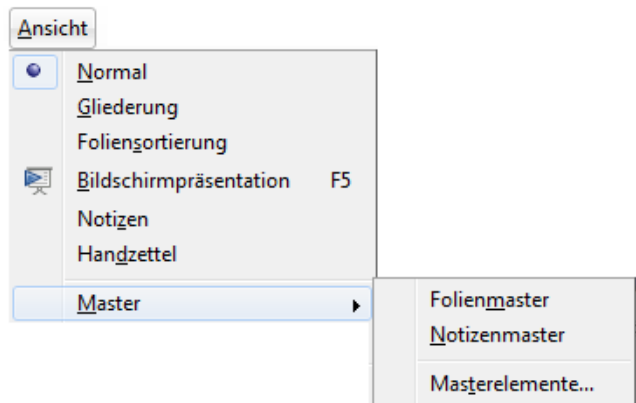 Ansicht
Normal
Gliederung
Foliensortierung
Bildschirmpräsentation F5
Notizen
Handzettel
Master
Folienmaster
Notizenmaster
Masterelemente...